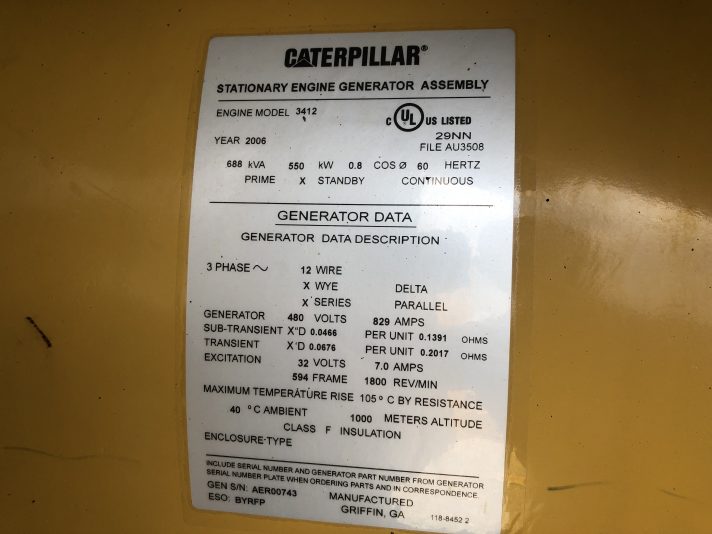 CATERPILLAR®
STATIONARY ENGINE GENERATOR ASSEMBLY
ENGINE MODEL 3412
C UL US LISTED
29NN
YEAR 2006
FILE AU3508
688 kVA 550 kW 0.8 COS Ø 60 HERTZ
PRIME X STANDBY CONTINUOUS
GENERATOR DATA
GENERATOR DATA DESCRIPTION
3 PHASE ~ 12 WIRE
X WYE DELTA
X SERIES PARALLEL
GENERATOR 480 VOLTS 829 AMPS
SUB-TRANSIENT X"D 0.0466 PER UNIT 0.1391 OHMS
TRANSIENT X'D 0.0676 PER UNIT 0.2017 OHMS
EXCITATION 32 VOLTS 7.0 AMPS
594 FRAME 1800 REV/MIN
MAXIMUM TEMPERATURE RISE 105 ° C BY RESISTANCE
40 ° C AMBIENT 1000 METERS ALTITUDE
CLASS F INSULATION
ENCLOSURE-TYPE
INCLUDE SERIAL NUMBER AND GENERATOR PART NUMBER FROM GENERATOR
SERIAL NUMBER PLATE WHEN ORDERING PARTS AND IN CORRESPONDENCE.
GEN S/N: AER00743 MANUFACTURED
ESO: BYRFP GRIFFIN, GA 118-8452 2